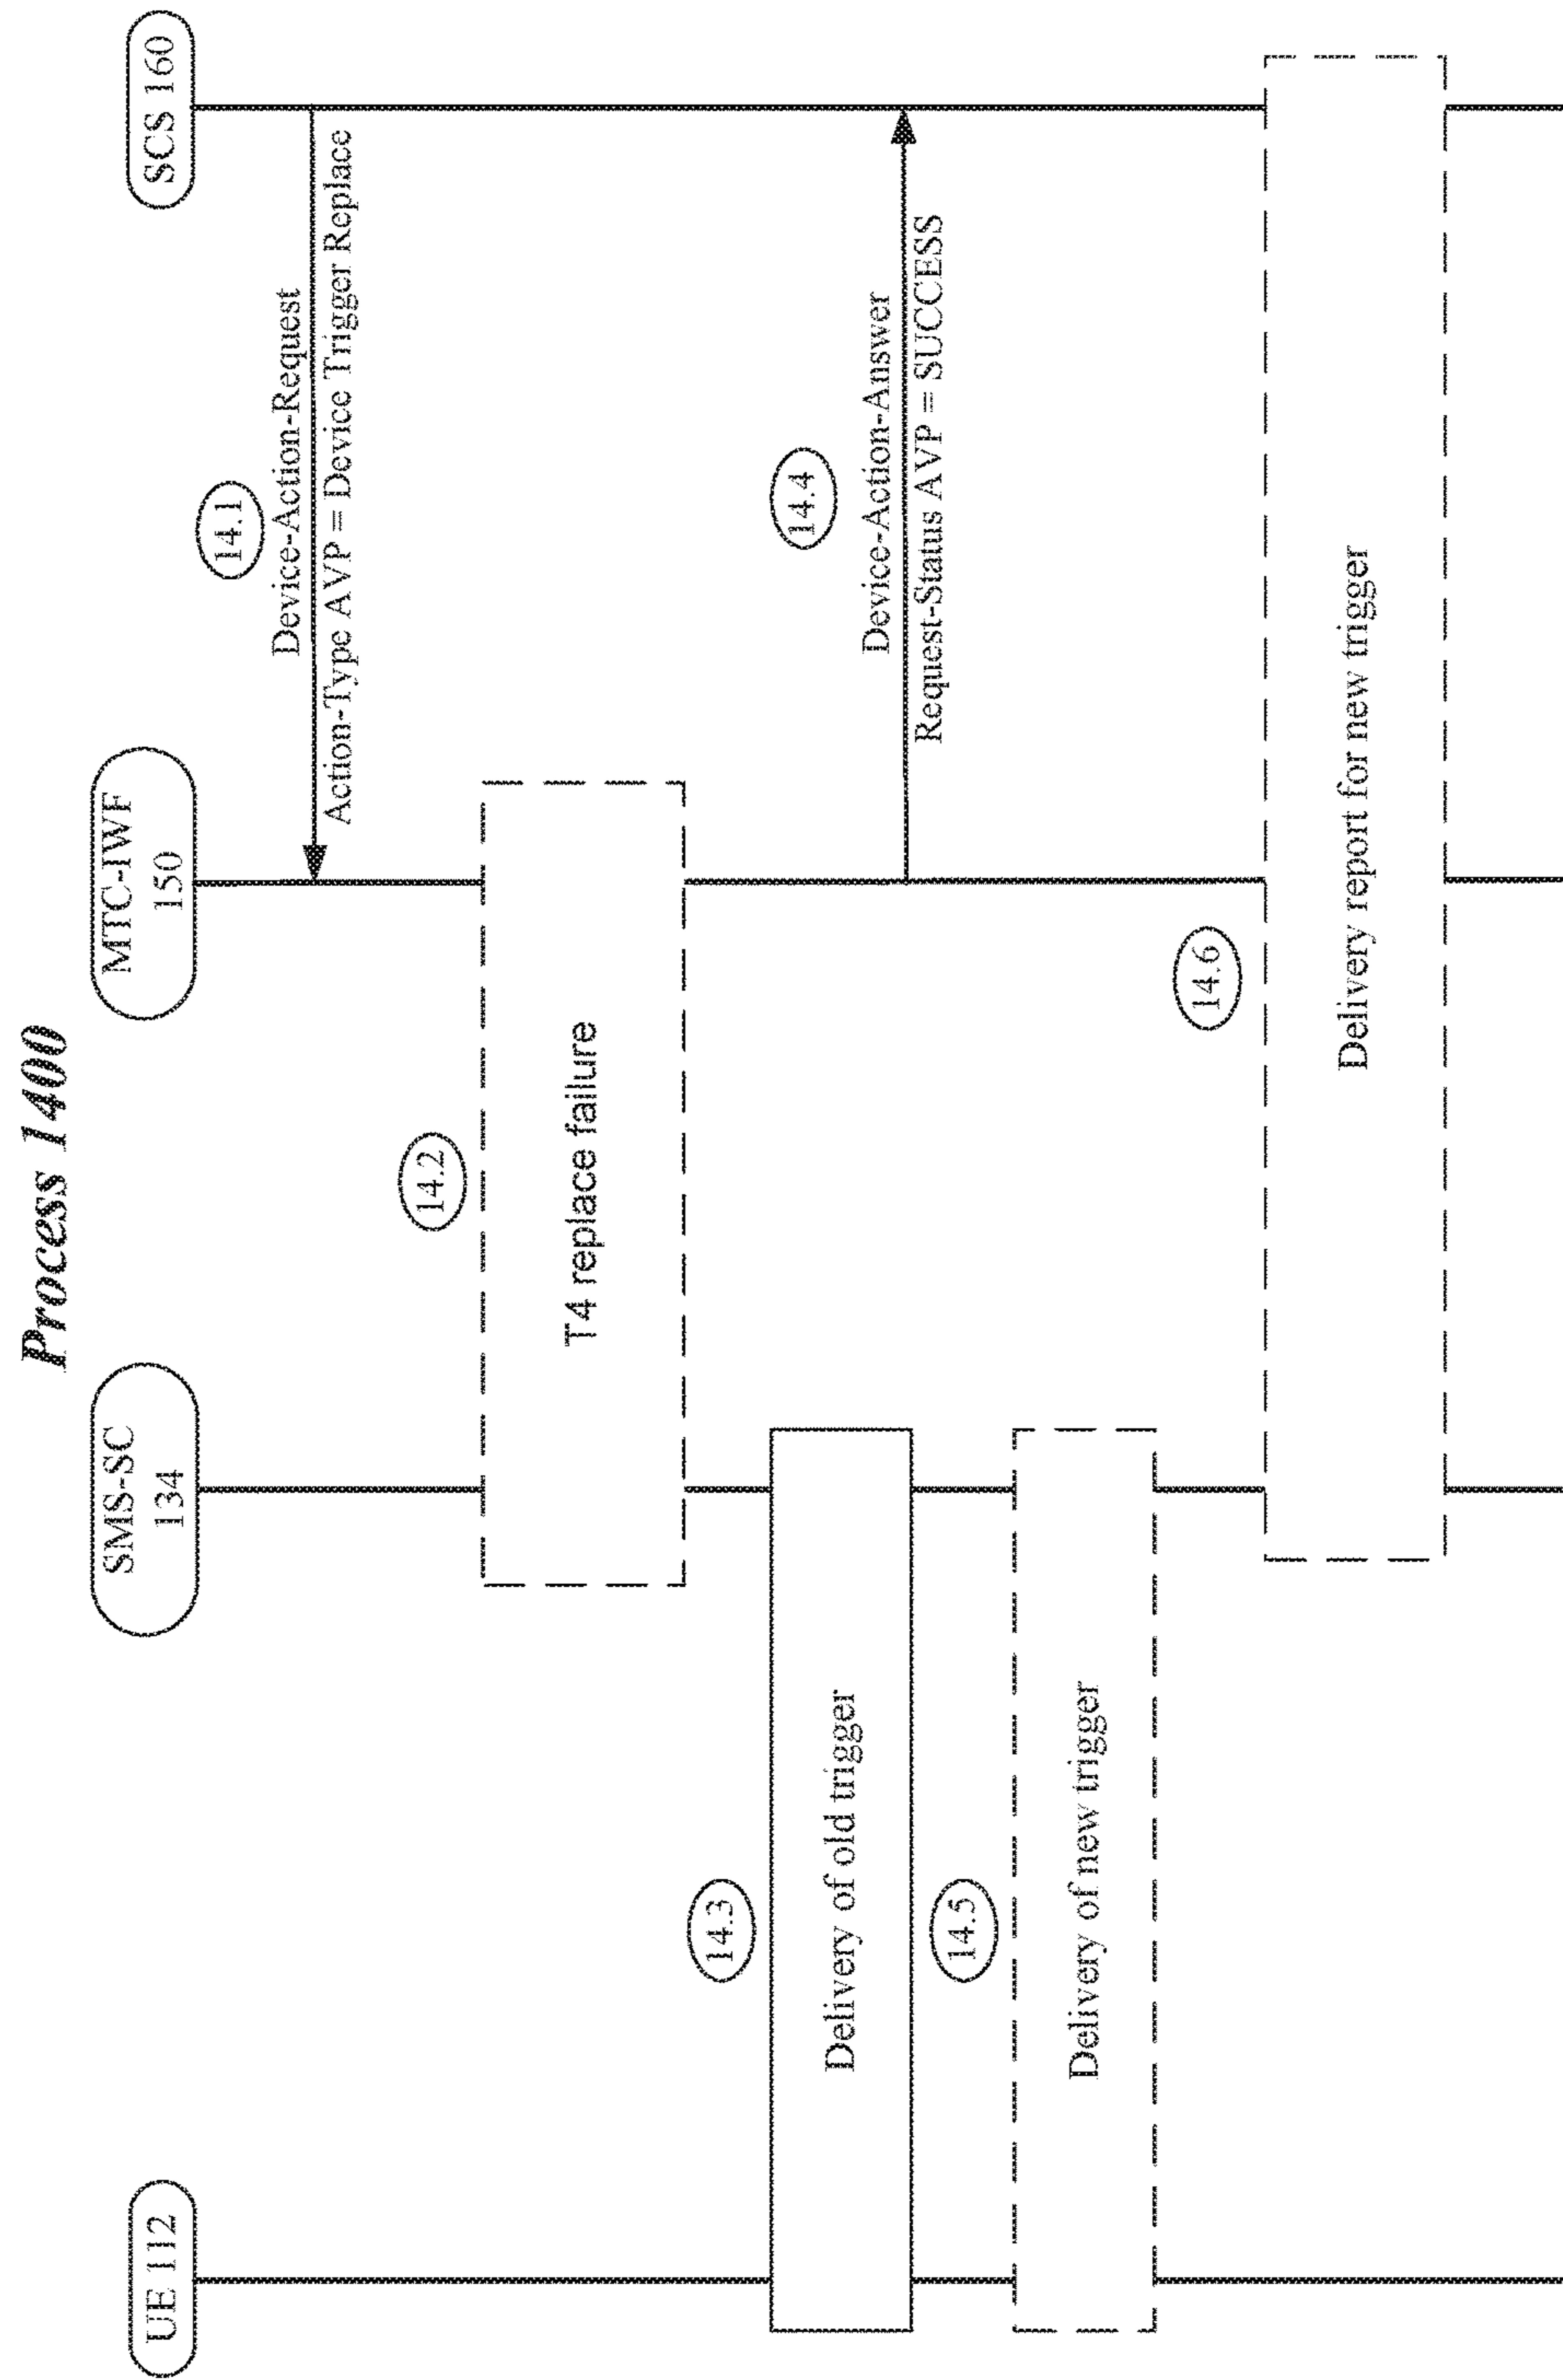 Process 1400
UE 112
SMS-SC
134
MTC-IWF
150
SCS 160
14.1
Device-Action-Request
Action-Type AVP = Device Trigger Replace
14.2
T4 replace failure
14.3
Delivery of old trigger
14.4
Device-Action-Answer
Request-Status AVP = SUCCESS
14.5
Delivery of new trigger
14.6
Delivery report for new trigger